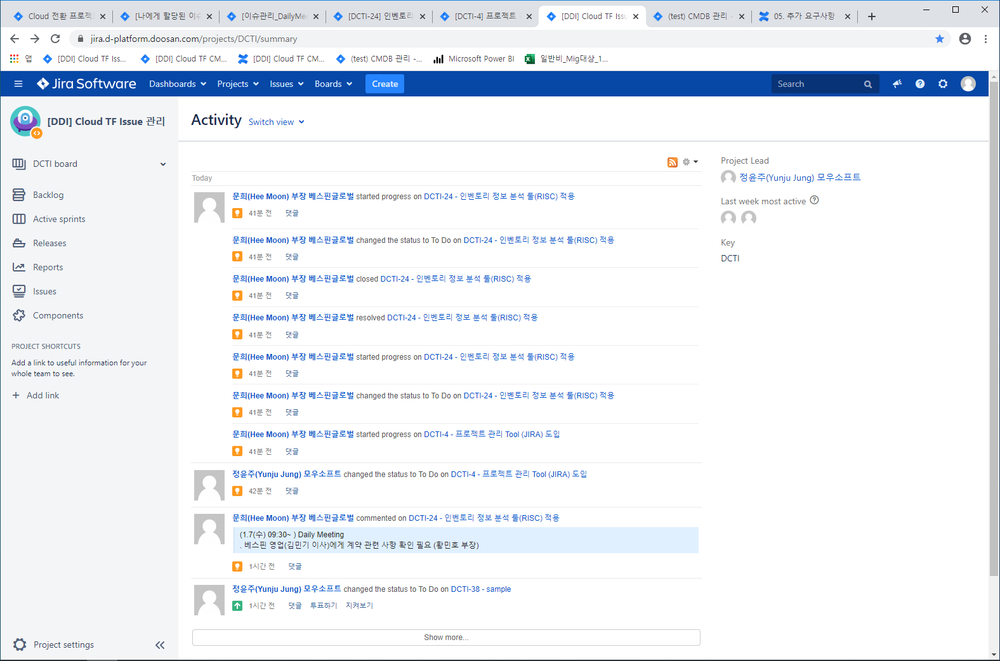 Cloud 전환 프로젝
[나에게 할당된 이슈
[이슈관리_DailyMee
[DCTI-24] 인벤토리
[DCTI-4] 프로젝트
[DDI] Cloud TF Issu
(test) CMDB 관리 -
05. 추가 요구사항
jira.d-platform.doosan.com/projects/DCTI/summary
앱
[DDI] Cloud TF Iss...
[DDI] Cloud TF CM...
[DDI] Cloud TF CM...
(test) CMDB 관리 -...
Microsoft Power BI
일반비_Mig대상_1...
Jira Software
Dashboards
Projects
Issues
Boards
Create
Search
[DDI] Cloud TF Issue 관리
DCTI board
Backlog
Active sprints
Releases
Reports
Issues
Components
PROJECT SHORTCUTS
Add a link to useful information for your
whole team to see.
+ Add link
Project settings
Activity
Switch view
Today
문희(Hee Moon) 부장 베스핀글로벌 started progress on DCTI-24 - 인벤토리 정보 분석 툴(RISC) 적용
41분 전 댓글
문희(Hee Moon) 부장 베스핀글로벌 changed the status to To Do on DCTI-24 - 인벤토리 정보 분석 툴(RISC) 적용
41분 전 댓글
문희(Hee Moon) 부장 베스핀글로벌 closed DCTI-24 - 인벤토리 정보 분석 툴(RISC) 적용
41분 전 댓글
문희(Hee Moon) 부장 베스핀글로벌 resolved DCTI-24 - 인벤토리 정보 분석 툴(RISC) 적용
41분 전 댓글
문희(Hee Moon) 부장 베스핀글로벌 started progress on DCTI-24 - 인벤토리 정보 분석 툴(RISC) 적용
41분 전 댓글
문희(Hee Moon) 부장 베스핀글로벌 changed the status to To Do on DCTI-24 - 인벤토리 정보 분석 툴(RISC) 적용
41분 전 댓글
문희(Hee Moon) 부장 베스핀글로벌 started progress on DCTI-4 - 프로젝트 관리 Tool (JIRA) 도입
41분 전 댓글
정윤주(Yunju Jung) 모우소프트 changed the status to To Do on DCTI-4 - 프로젝트 관리 Tool (JIRA) 도입
42분 전 댓글
문희(Hee Moon) 부장 베스핀글로벌 commented on DCTI-24 - 인벤토리 정보 분석 툴(RISC) 적용
(1.7(수) 09:30~ ) Daily Meeting
. 베스핀 영업(김민기 이사)에게 계약 관련 사항 확인 필요 (황민호 부장)
1시간 전 댓글
정윤주(Yunju Jung) 모우소프트 changed the status to To Do on DCTI-38 - sample
1시간 전 댓글 투표하기 지켜보기
Show more...
Project Lead
정윤주(Yunju Jung) 모우소프트
Last week most active
Key
DCTI